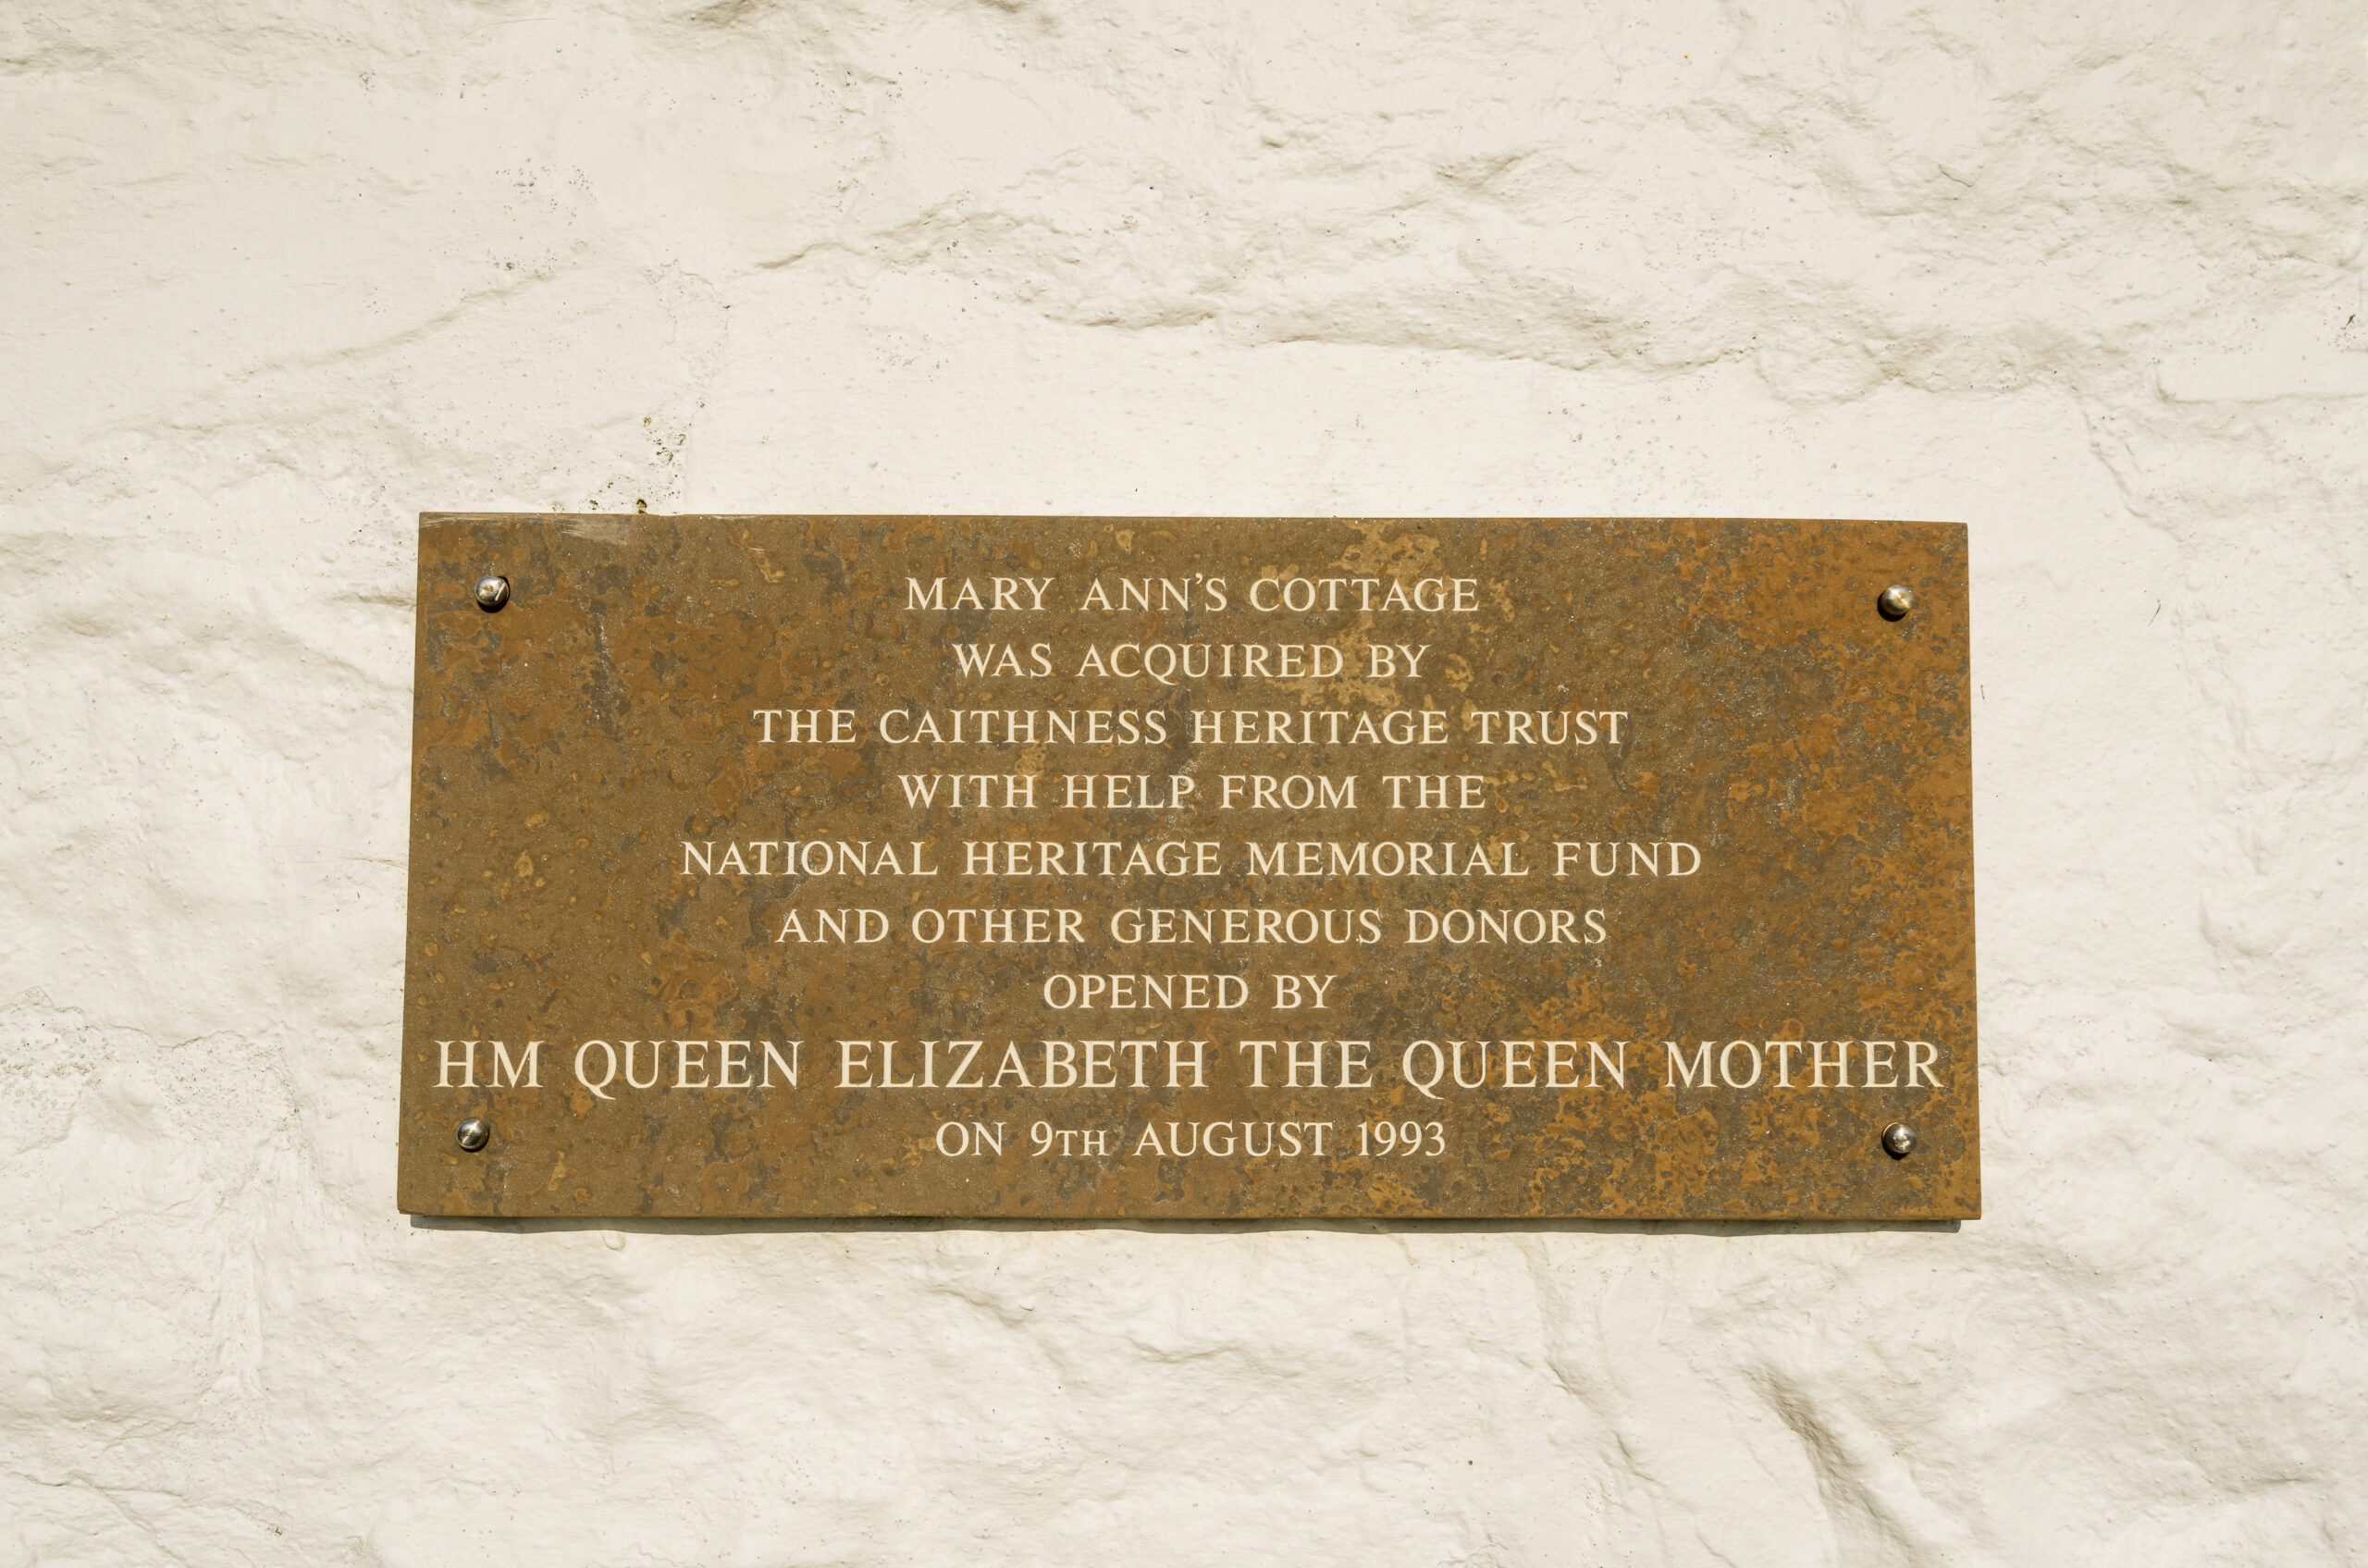 MARY ANN'S COTTAGE
WAS ACQUIRED BY
THE CAITHNESS HERITAGE TRUST
WITH HELP FROM THE
NATIONAL HERITAGE MEMORIAL FUND
AND OTHER GENEROUS DONORS
OPENED BY
HM QUEEN ELIZABETH THE QUEEN MOTHER
ON 9TH AUGUST 1993